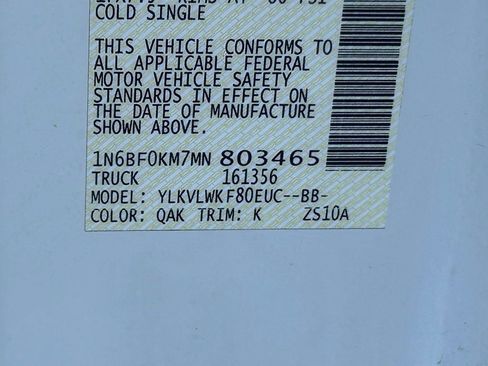 COLD SINGLE
THIS VEHICLE CONFORMS TO
ALL APPLICABLE FEDERAL
MOTOR VEHICLE SAFETY
STANDARDS IN EFFECT ON
THE DATE OF MANUFACTURE
SHOWN ABOVE.
1N6BF0KM7MN 803465
TRUCK 161356
MODEL: YLKVLWKF80EUC--BB-
COLOR: QAK TRIM: K ZS10A